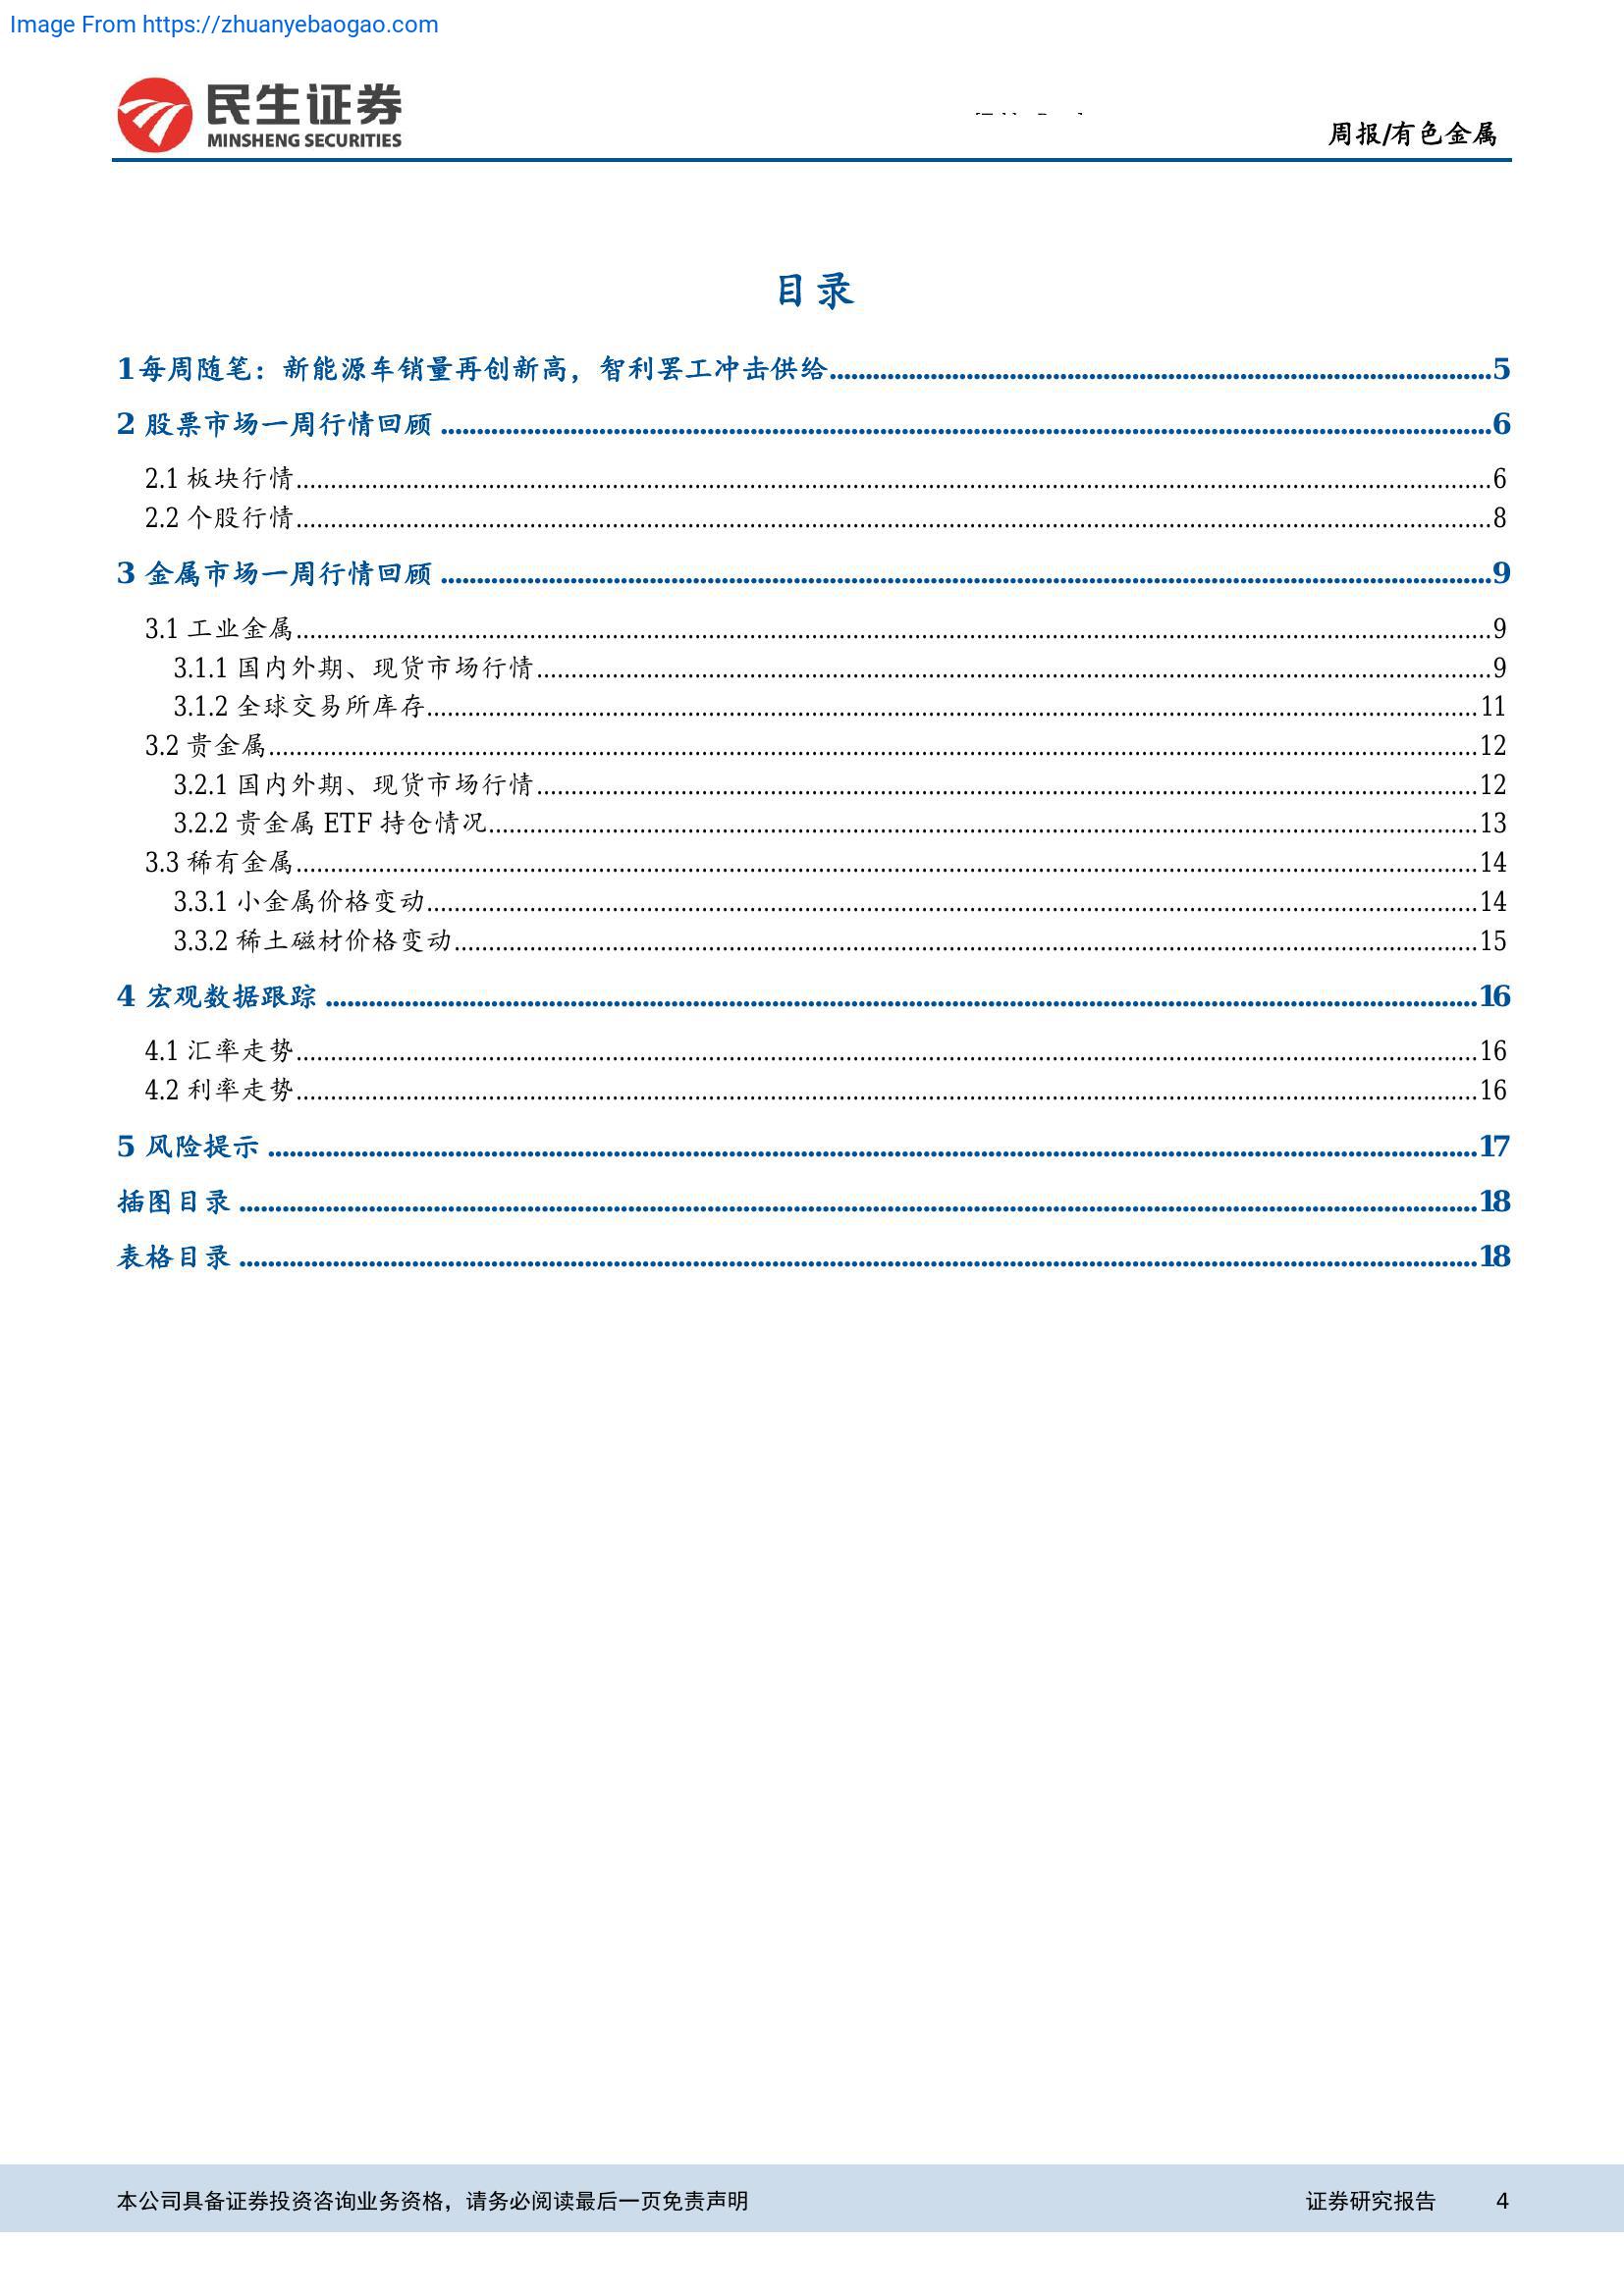 Image From https://zhuanyebaogao.com
民生证券
MINSHENG SECURITIES
周报/有色金属
目录
1每周随笔：新能源车销量再创新高，智利罢工冲击供给....................5
2 股票市场一周行情回顾....................6
2.1 板块行情....................6
2.2 个股行情....................8
3 金属市场一周行情回顾....................9
3.1 工业金属....................9
3.1.1 国内外期、现货市场行情....................9
3.1.2 全球交易所库存....................11
3.2 贵金属....................12
3.2.1 国内外期、现货市场行情....................12
3.2.2 贵金属 ETF 持仓情况....................13
3.3 稀有金属....................14
3.3.1 小金属价格变动....................14
3.3.2 稀土磁材价格变动....................15
4 宏观数据跟踪....................16
4.1 汇率走势....................16
4.2 利率走势....................16
5 风险提示....................17
插图目录....................18
表格目录....................18
本公司具备证券投资咨询业务资格，请务必阅读最后一页免责声明 证券研究报告 4